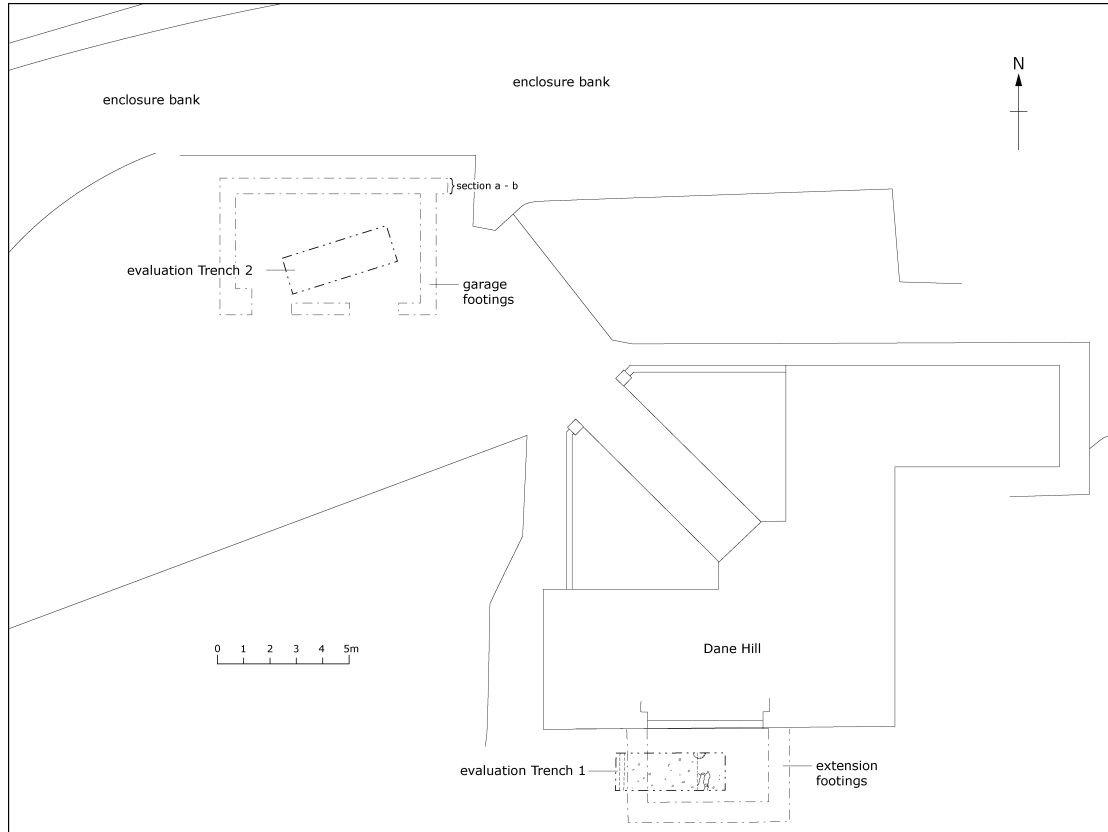 N
enclosure bank
enclosure bank
section a - b
evaluation Trench 2
garage
footings
0 1 2 3 4 5m
Dane Hill
evaluation Trench 1
extension
footings